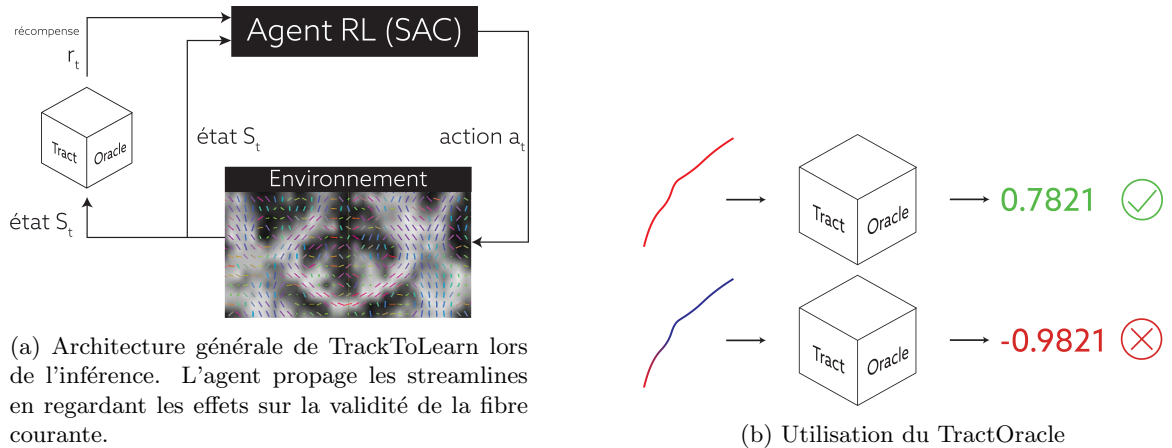 récompense
r_t
Agent RL (SAC)
Tract
Oracle
état S_t
action a_t
état S_t
Environnement
(a) Architecture générale de TrackToLearn lors
de l'inférence. L'agent propage les streamlines
en regardant les effets sur la validité de la fibre
courante.
Tract
Oracle
0.7821
Tract
Oracle
-0.9821
(b) Utilisation du TractOracle